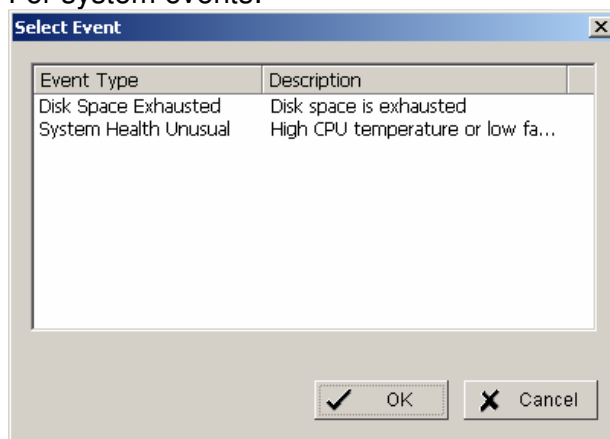 For system events:
Select Event
Event Type Description
Disk Space Exhausted Disk space is exhausted
System Health Unusual High CPU temperature or low fa...
OK Cancel